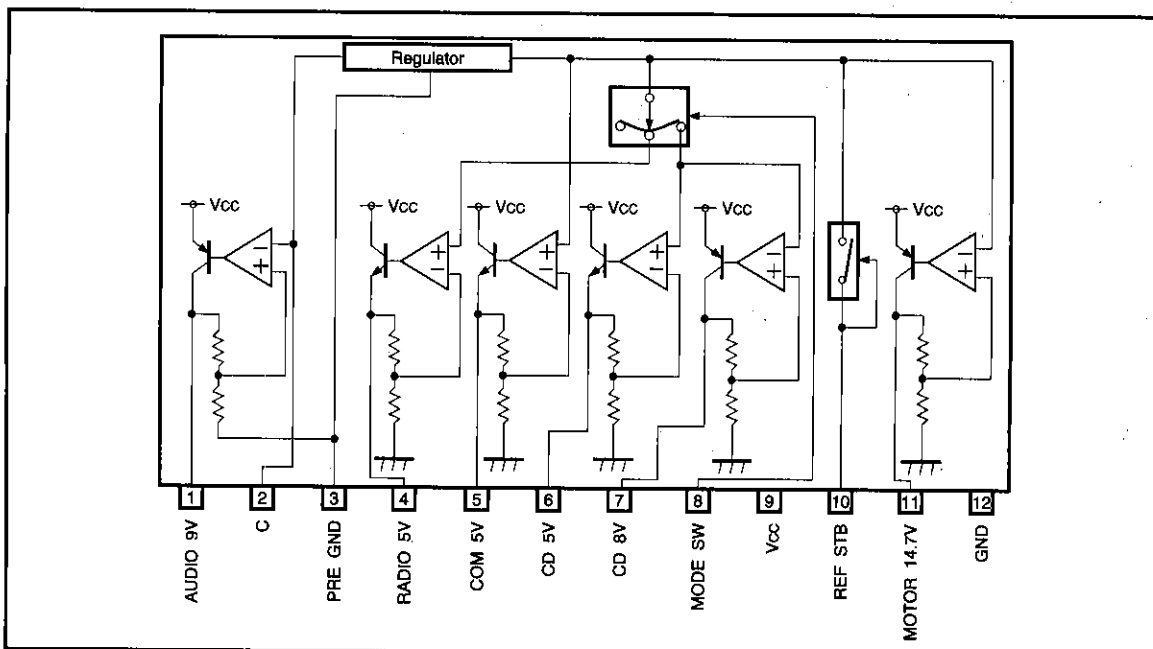 Regulator
Vcc
Vcc
Vcc
Vcc
Vcc
Vcc
1
2
3
4
5
6
7
8
9
10
11
12
AUDIO 9V
C
PRE GND
RADIO 5V
COM 5V
CD 5V
CD 8V
MODE SW
Vcc
REF STB
MOTOR 14.7V
GND